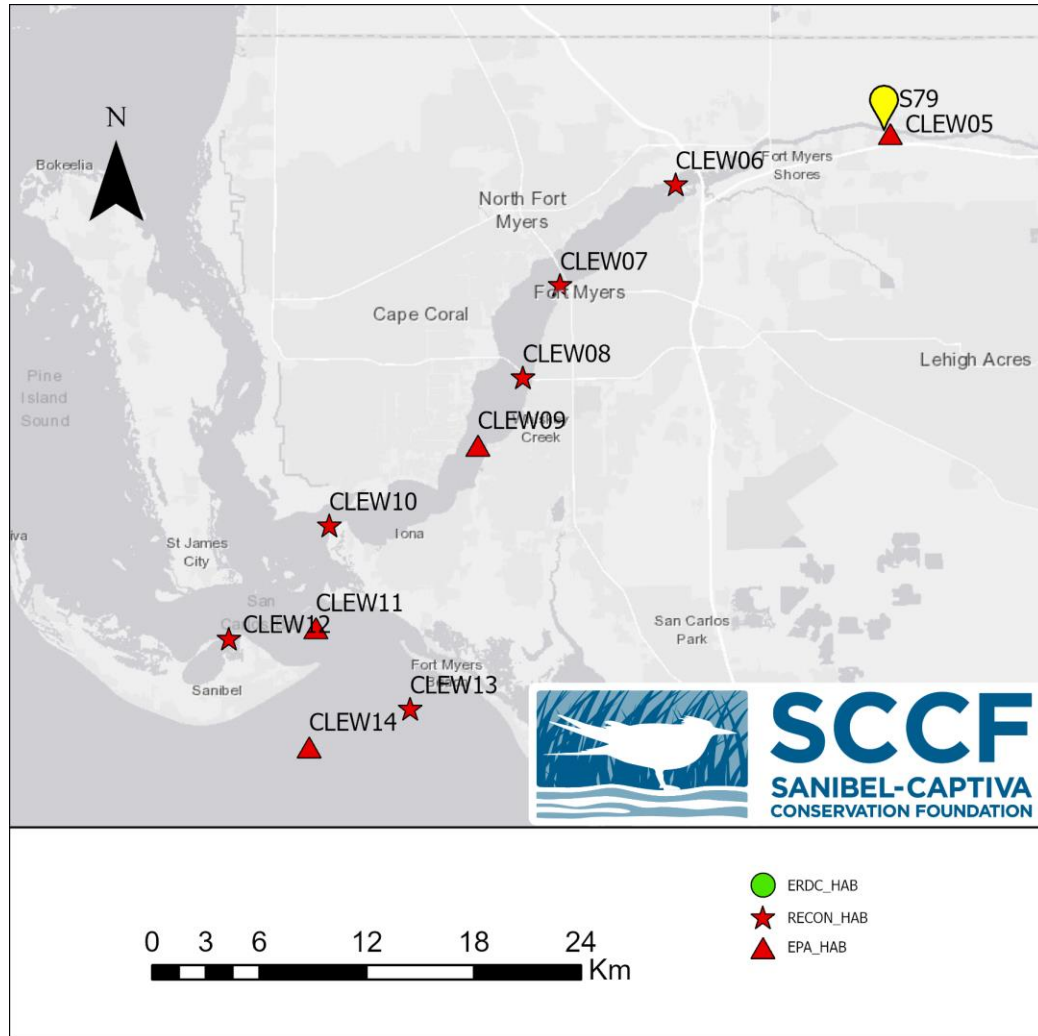 S79
CLEW05
N
Bokeelia
CLEW06
Fort Myers
Shores
North Fort
Myers
CLEW07
Fort Myers
Cape Coral
CLEW08
Lehigh Acres
Pine
Island
Sound
CLEW09
Creek
CLEW10
Iona
iva
St James
City
San
CLEW11
CLEW12
San Carlos
Park
Sanibel
Fort Myers
CLEW13
CLEW14
SCCF
SANIBEL-CAPTIVA
CONSERVATION FOUNDATION
ERDC_HAB
RECON_HAB
EPA_HAB
0 3 6 12 18 24
Km